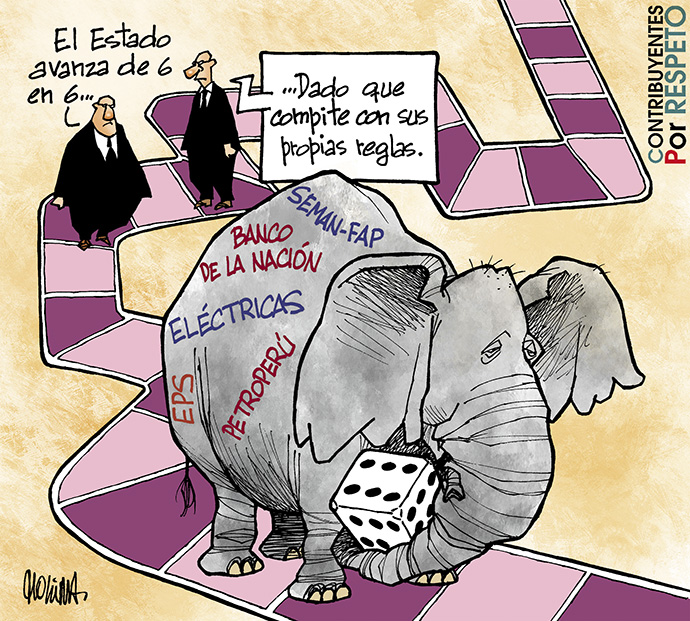 El Estado
avanza de 6
en 6...
...Dado que
compite con sus
propias reglas.
CONTRIBUYENTES
Por RESPETO
SEMAN-FAP
BANCO
DE LA NACIÓN
ELÉCTRICAS
PETROPERÚ
EPS
MOLINA